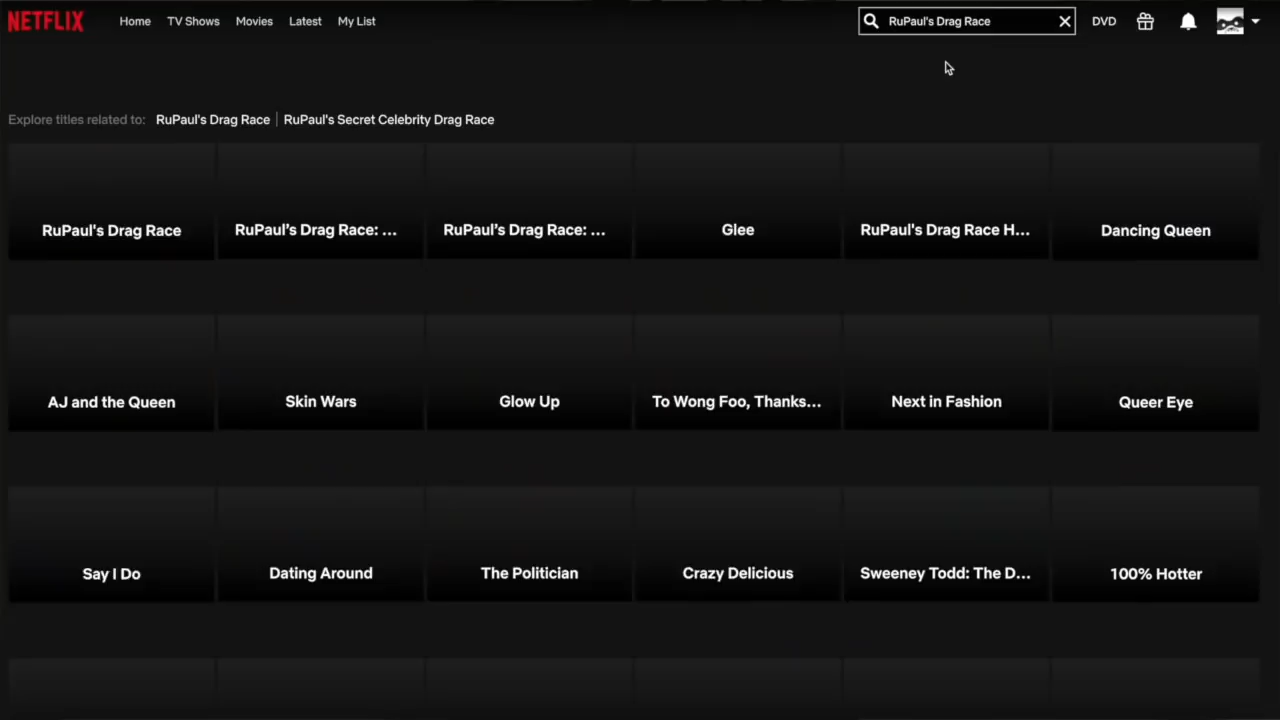 NETFLIX Home TV Shows Movies Latest My List RuPaul's Drag Race DVD
Explore titles related to: RuPaul's Drag Race | RuPaul's Secret Celebrity Drag Race
RuPaul's Drag Race RuPaul’s Drag Race: ... RuPaul’s Drag Race: ... Glee RuPaul's Drag Race H... Dancing Queen
AJ and the Queen Skin Wars Glow Up To Wong Foo, Thanks... Next in Fashion Queer Eye
Say I Do Dating Around The Politician Crazy Delicious Sweeney Todd: The D... 100% Hotter